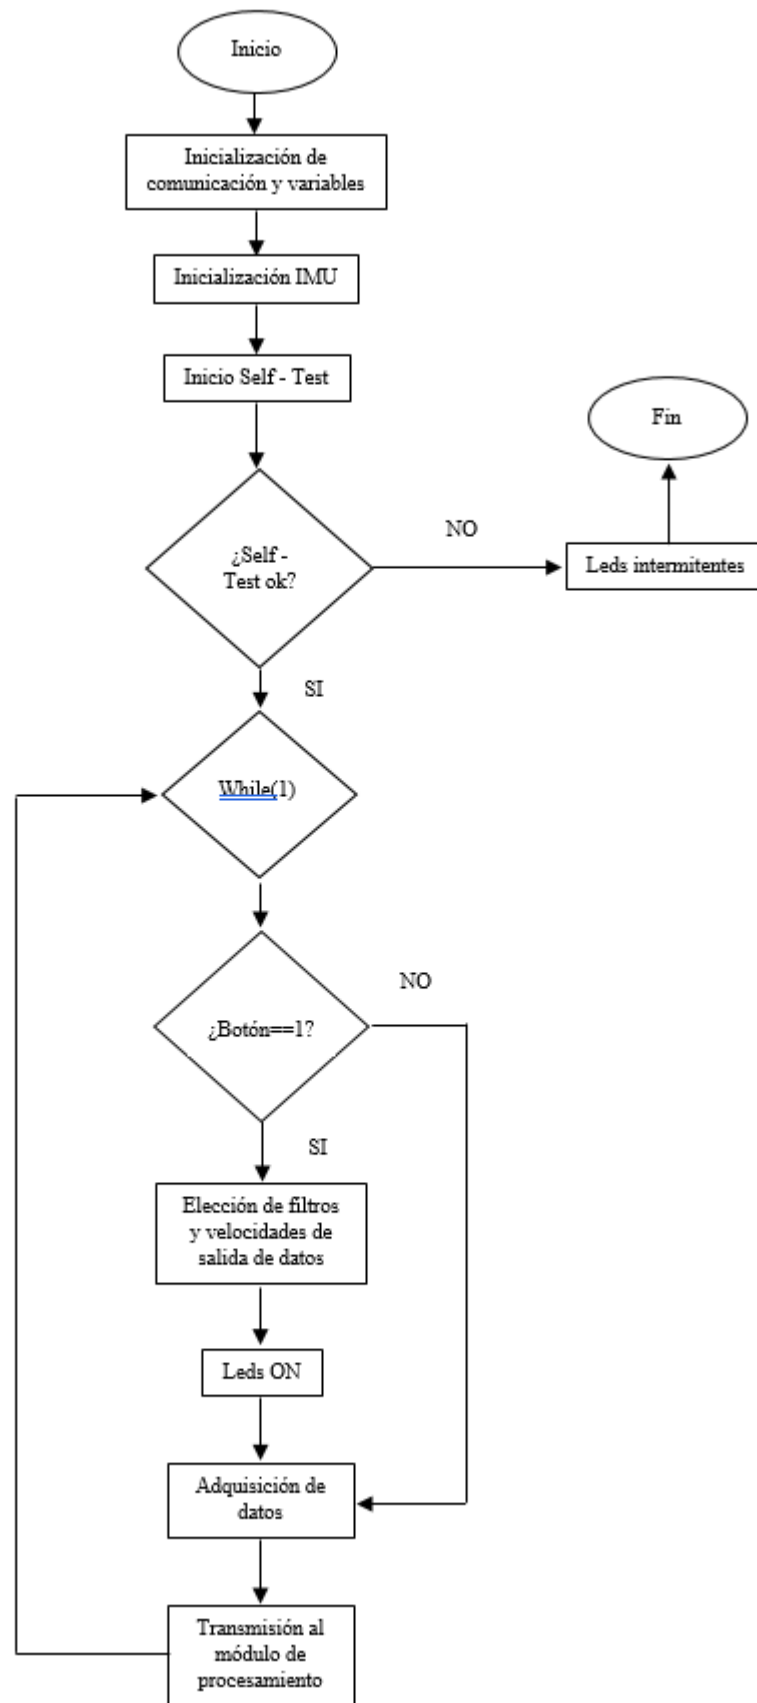 Inicio
Inicialización de
comunicación y variables
Inicialización IMU
Inicio Self - Test
Fin
¿Self -
Test ok?
NO
Leds intermitentes
SI
While(1)
¿Botón==1?
NO
SI
Elección de filtros
y velocidades de
salida de datos
Leds ON
Adquisición de
datos
Transmisión al
módulo de
procesamiento